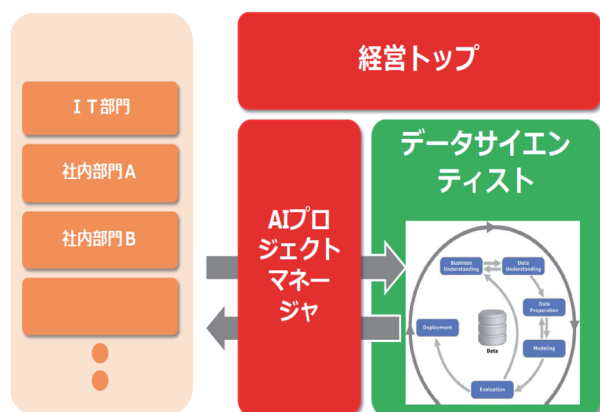 経営トップ
IT部門
社内部門A
社内部門B
AIプロ
ジェクト
マネー
ジャ
データサイエン
ティスト
Business
Understanding
Data
Understanding
Data
Preparation
Modeling
Deployment
Data
Evaluation